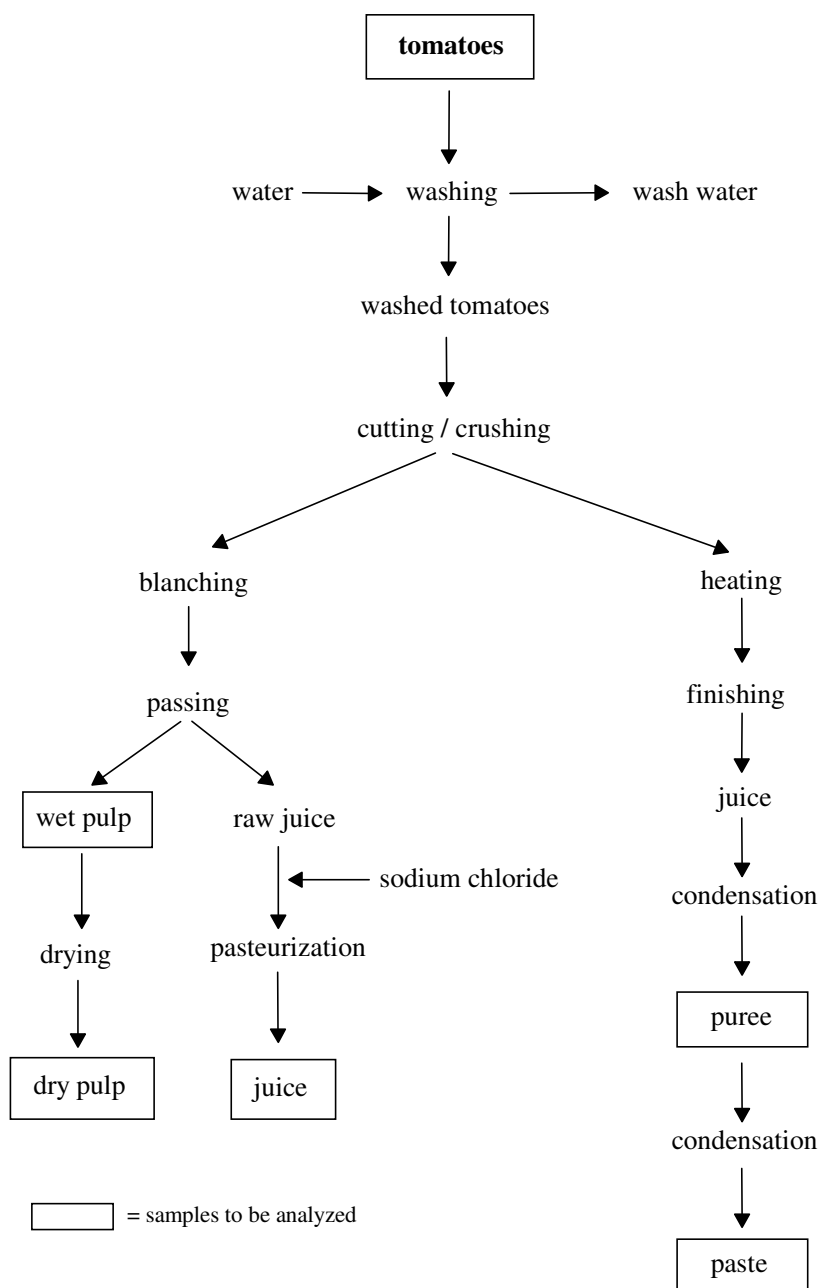 tomatoes
water
washing
wash water
washed tomatoes
cutting / crushing
blanching
heating
passing
finishing
wet pulp
raw juice
juice
sodium chloride
condensation
drying
pasteurization
puree
dry pulp
juice
condensation
= samples to be analyzed
paste